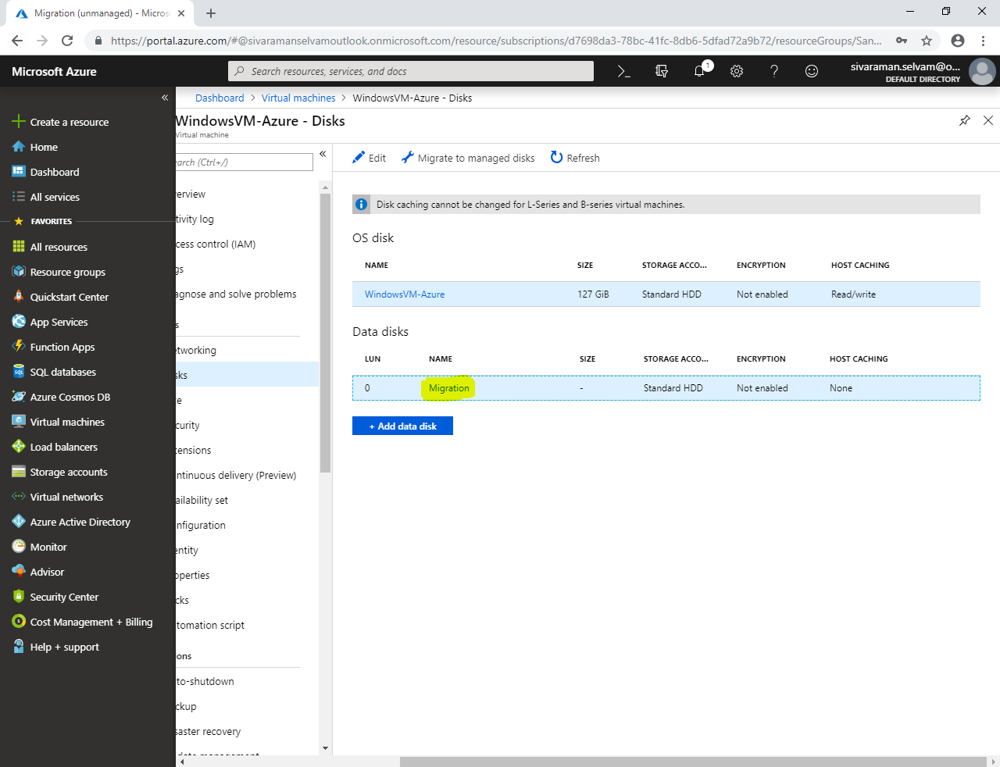 Migration (unmanaged) - Micros
https://portal.azure.com/#@sivaramanselvamoutlook.onmicrosoft.com/resource/subscriptions/d7698da3-78bc-41fc-8db6-5dfad72a9b72/resourceGroups/San...
Microsoft Azure
Search resources, services, and docs
1
sivaraman.selvam@o...
DEFAULT DIRECTORY
Dashboard > Virtual machines > WindowsVM-Azure - Disks
WindowsVM-Azure - Disks
Virtual machine
Create a resource
Home
Dashboard
All services
FAVORITES
All resources
Resource groups
Quickstart Center
App Services
Function Apps
SQL databases
Azure Cosmos DB
Virtual machines
Load balancers
Storage accounts
Virtual networks
Azure Active Directory
Monitor
Advisor
Security Center
Cost Management + Billing
Help + support
earch (Ctrl+/)
erview
tivity log
cess control (IAM)
gs
agnose and solve problems
s
etworking
sks
e
curity
tensions
ntinuous delivery (Preview)
ailability set
nfiguration
entity
operties
cks
tomation script
ions
to-shutdown
ckup
saster recovery
date management
Edit Migrate to managed disks Refresh
Disk caching cannot be changed for L-Series and B-series virtual machines.
OS disk
NAME SIZE STORAGE ACCO... ENCRYPTION HOST CACHING
WindowsVM-Azure 127 GiB Standard HDD Not enabled Read/write
Data disks
LUN NAME SIZE STORAGE ACCO... ENCRYPTION HOST CACHING
0 Migration - Standard HDD Not enabled None
+ Add data disk